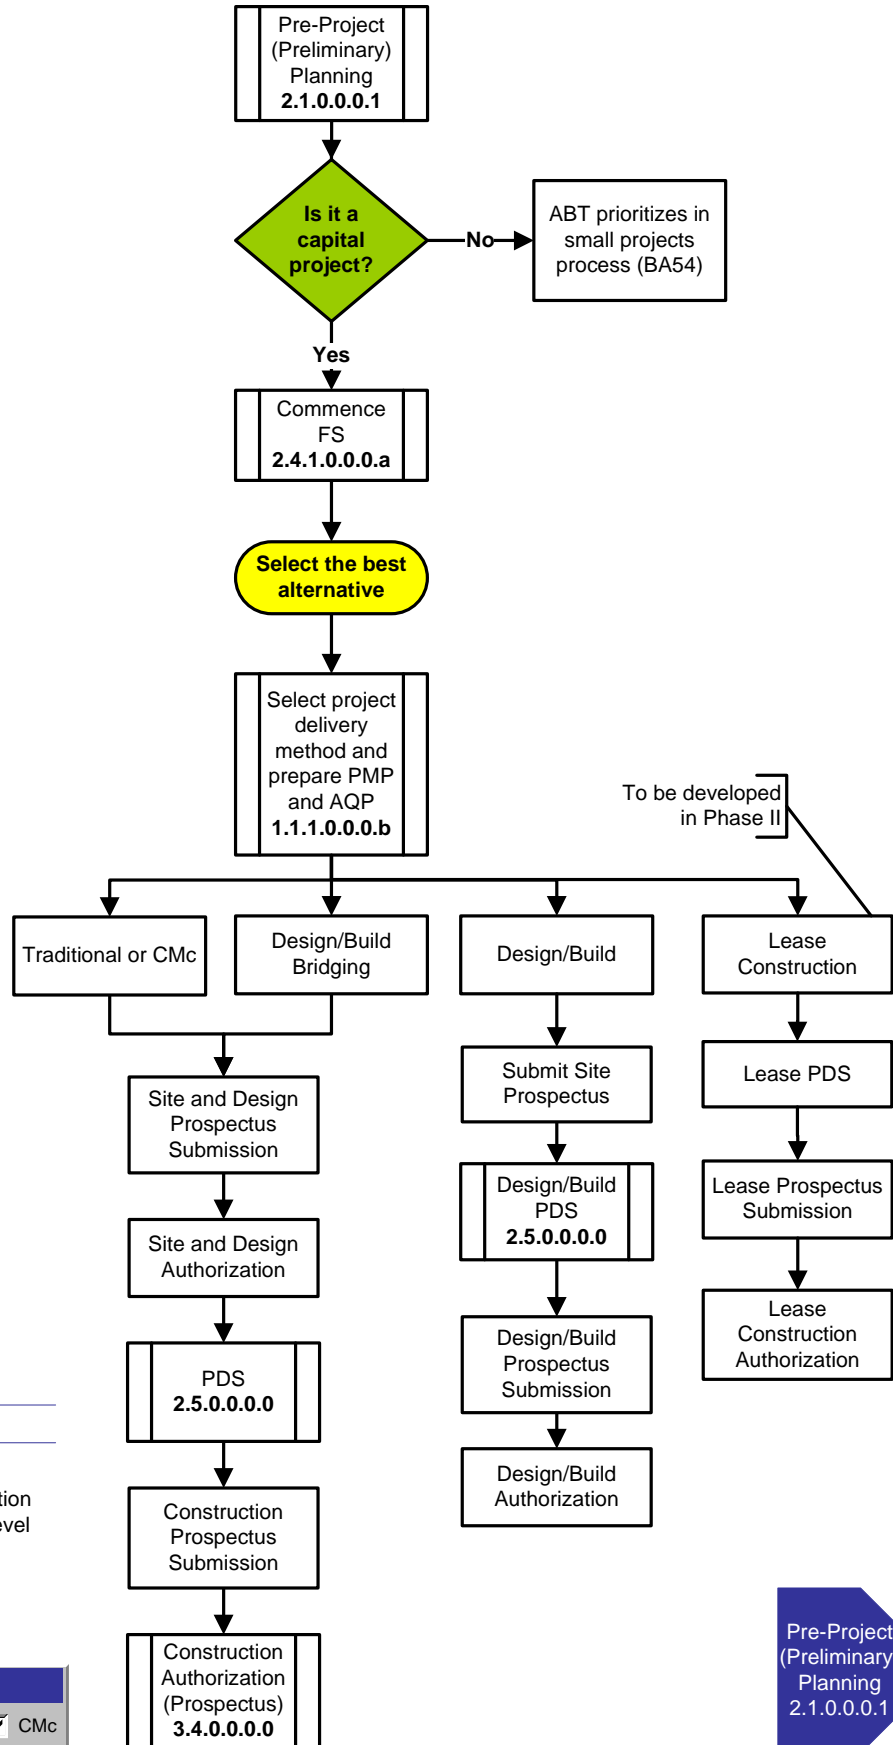 Pre-Project
(Preliminary)
Planning
2.1.0.0.0.1
Is it a
capital
project?
No
ABT prioritizes in
small projects
process (BA54)
Yes
Commence
FS
2.4.1.0.0.0.a
Select the best
alternative
Select project
delivery
method and
prepare PMP
and AQP
1.1.1.0.0.0.b
To be developed
in Phase II
Traditional or CMc
Design/Build
Bridging
Design/Build
Lease
Construction
Site and Design
Prospectus
Submission
Submit Site
Prospectus
Lease PDS
Site and Design
Authorization
Design/Build
PDS
2.5.0.0.0.0
Lease Prospectus
Submission
PDS
2.5.0.0.0.0
Design/Build
Prospectus
Submission
Lease
Construction
Authorization
Construction
Prospectus
Submission
Design/Build
Authorization
Construction
Authorization
(Prospectus)
3.4.0.0.0.0
CMc
Pre-Project
(Preliminary
Planning
2.1.0.0.0.1